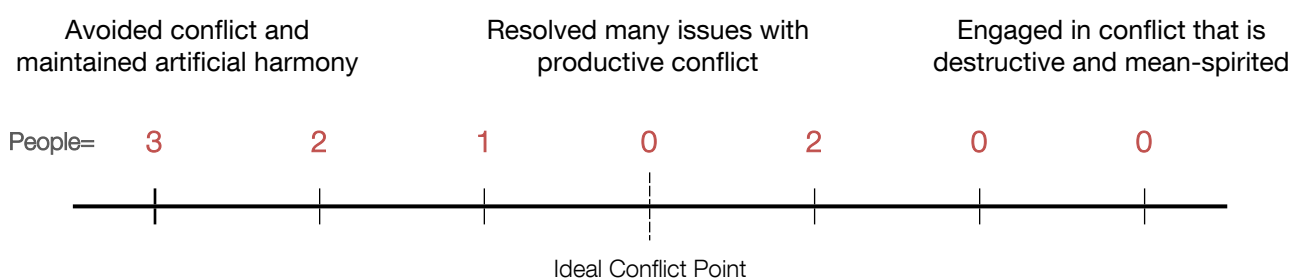 Avoided conflict and
maintained artificial harmony
Resolved many issues with
productive conflict
Engaged in conflict that is
destructive and mean-spirited
People= 3 2 1 0 2 0 0
Ideal Conflict Point